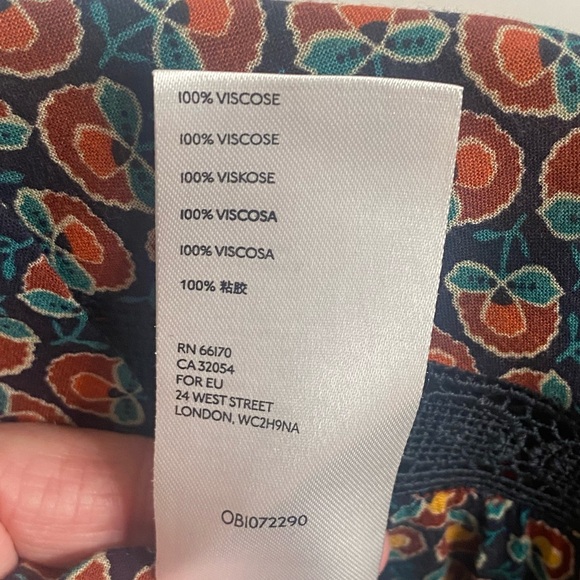 100% VISCOSE
100% VISCOSE
100% VISKOSE
100% VISCOSA
100% VISCOSA
100% 粘胶
RN 66170
CA 32054
FOR EU
24 WEST STREET
LONDON, WC2H9NA
OB1072290